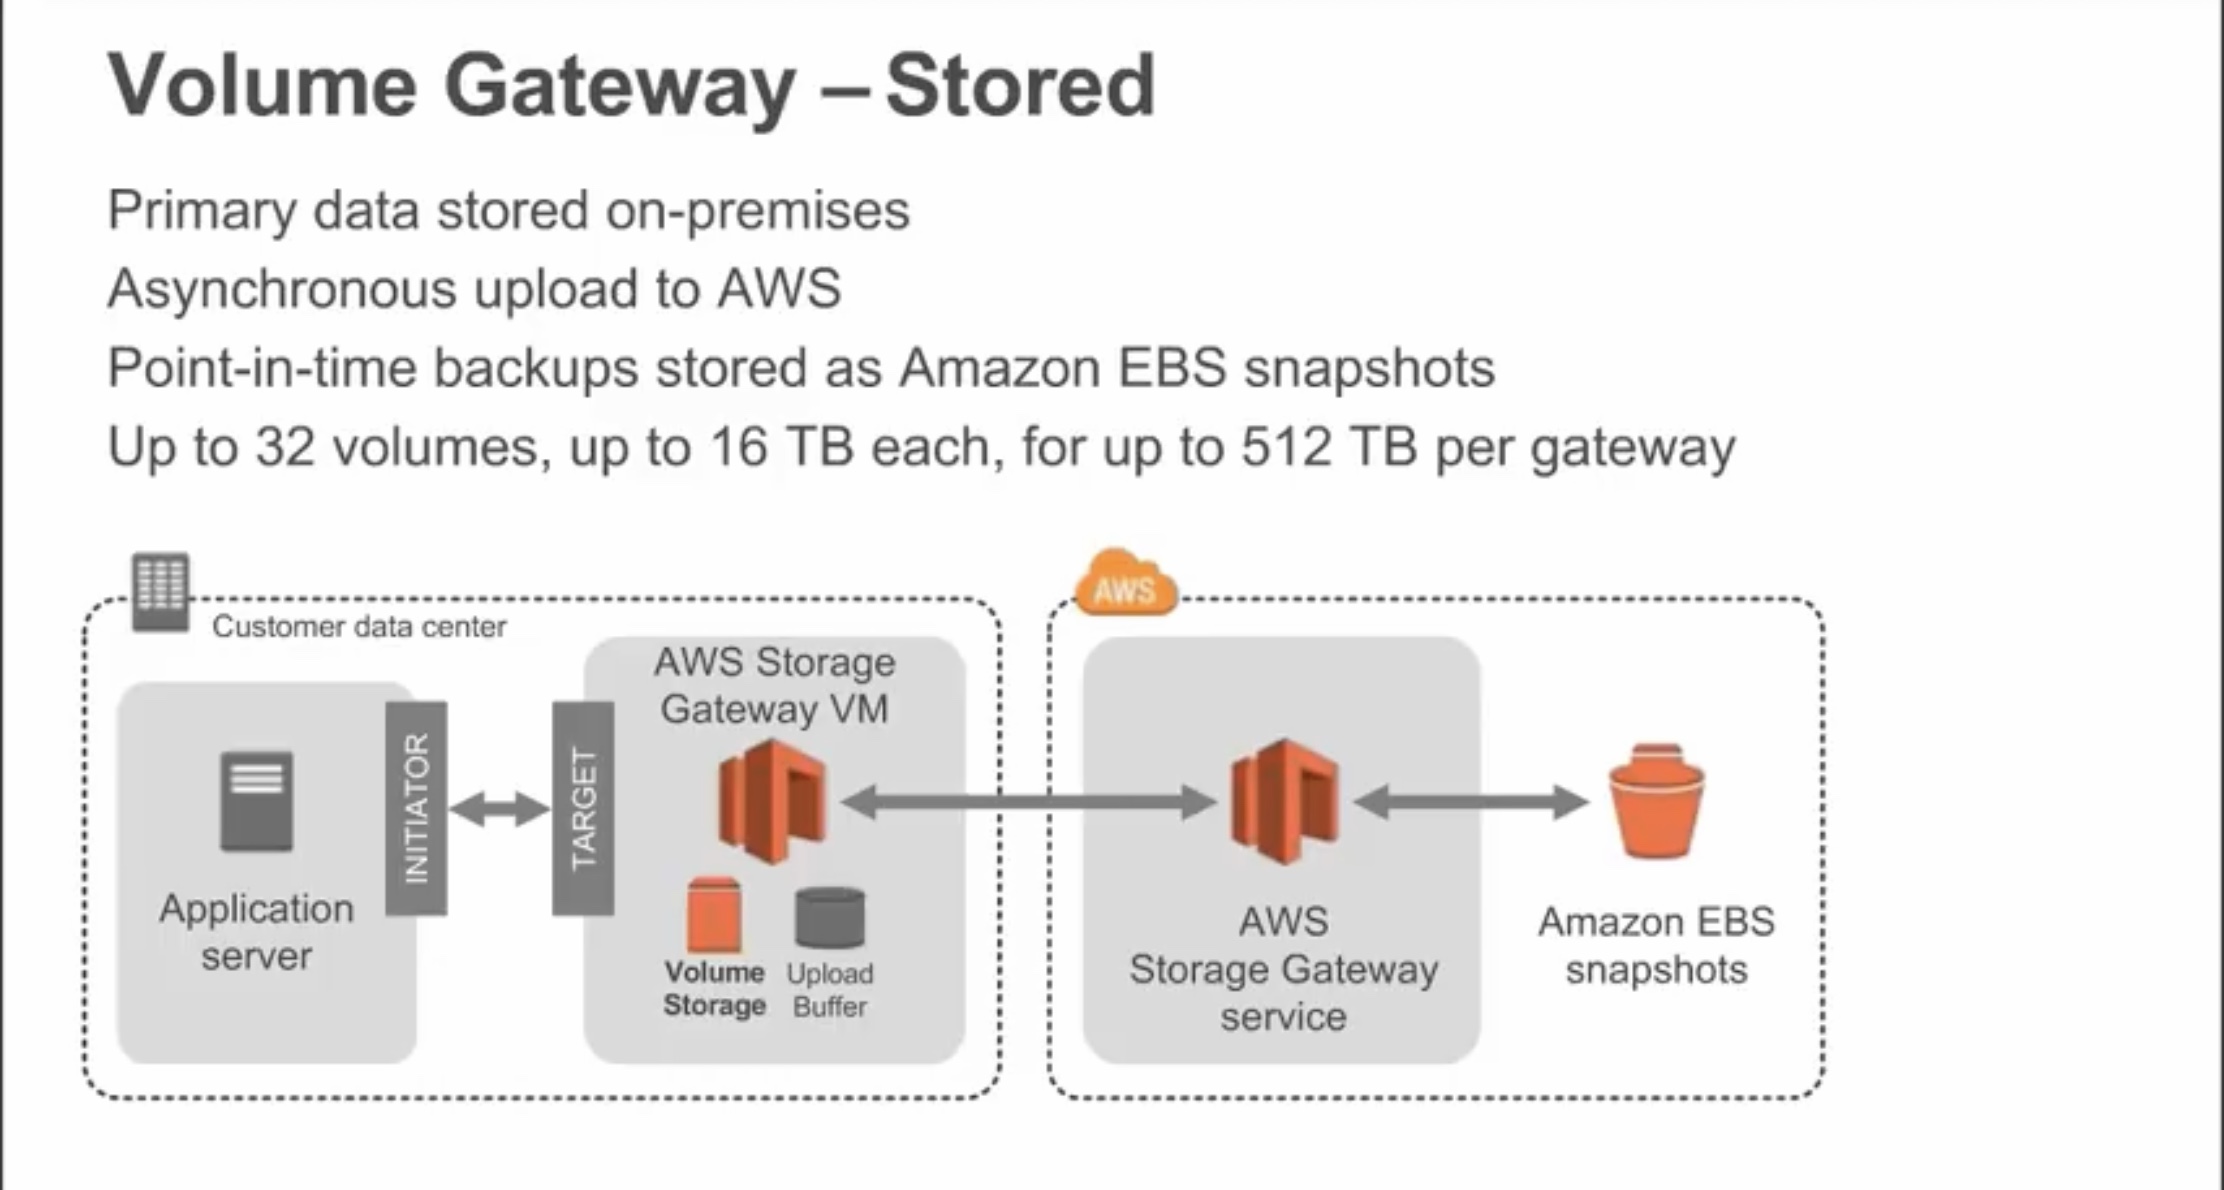 Volume Gateway – Stored
Primary data stored on-premises
Asynchronous upload to AWS
Point-in-time backups stored as Amazon EBS snapshots
Up to 32 volumes, up to 16 TB each, for up to 512 TB per gateway
Customer data center
AWS
Application
server
INITIATOR
TARGET
AWS Storage
Gateway VM
Volume
Storage
Upload
Buffer
AWS
Storage Gateway
service
Amazon EBS
snapshots